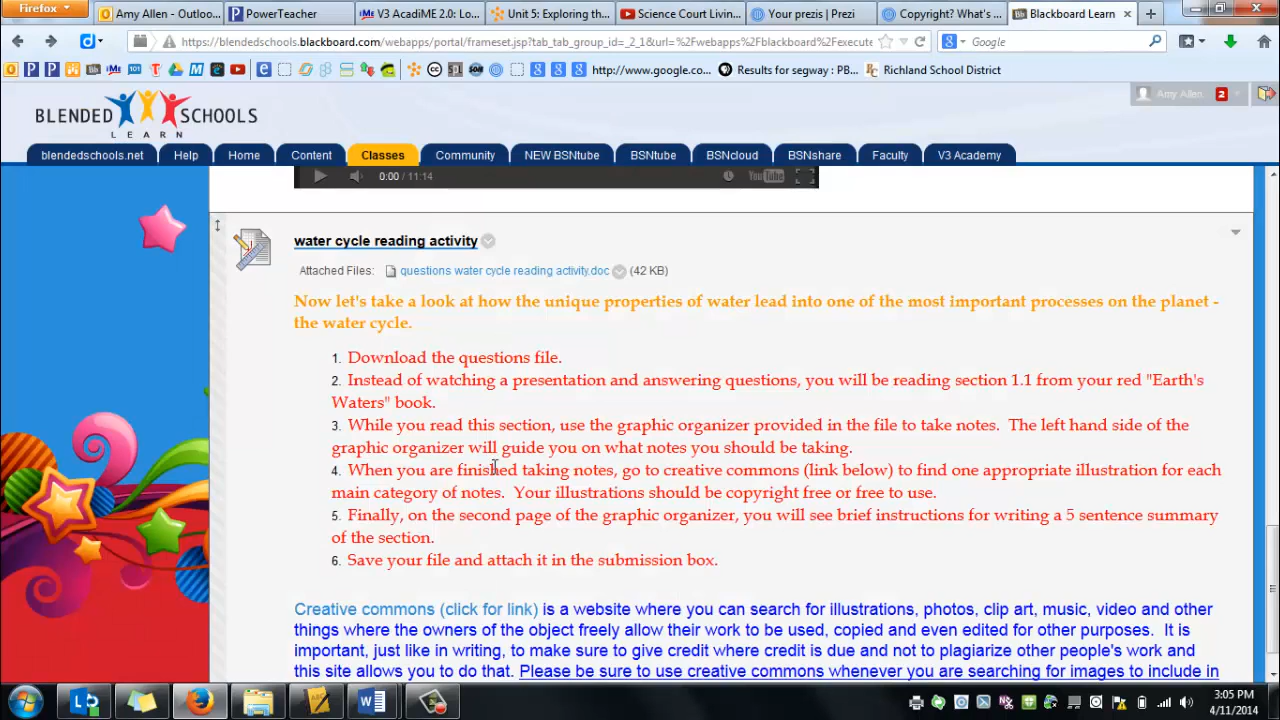 Firefox
Amy Allen - Outloo...
PowerTeacher
V3 AcadiME 2.0: Lo...
Unit 5: Exploring th...
Science Court Livin...
Your prezis | Prezi
Copyright? What's ...
Blackboard Learn
https://blendedschools.blackboard.com/webapps/portal/frameset.jsp?tab_tab_group_id=_2_1&url=%2Fwebapps%2Fblackboard%2Fexecute
Google
http://www.google.co...
Results for segway : PB...
Richland School District
BLENDED SCHOOLS
LEARN
Amy Allen 2
blendedschools.net
Help
Home
Content
Classes
Community
NEW BSNtube
BSNtube
BSNcloud
BSNshare
Faculty
V3 Academy
0:00 / 11:14
YouTube
water cycle reading activity
Attached Files: questions water cycle reading activity.doc (42 KB)
Now let's take a look at how the unique properties of water lead into one of the most important processes on the planet -
the water cycle.
1. Download the questions file.
2. Instead of watching a presentation and answering questions, you will be reading section 1.1 from your red "Earth's
Waters" book.
3. While you read this section, use the graphic organizer provided in the file to take notes. The left hand side of the
graphic organizer will guide you on what notes you should be taking.
4. When you are finished taking notes, go to creative commons (link below) to find one appropriate illustration for each
main category of notes. Your illustrations should be copyright free or free to use.
5. Finally, on the second page of the graphic organizer, you will see brief instructions for writing a 5 sentence summary
of the section.
6. Save your file and attach it in the submission box.
Creative commons (click for link) is a website where you can search for illustrations, photos, clip art, music, video and other
things where the owners of the object freely allow their work to be used, copied and even edited for other purposes. It is
important, just like in writing, to make sure to give credit where credit is due and not to plagiarize other people's work and
this site allows you to do that. Please be sure to use creative commons whenever you are searching for images to include in
3:05 PM
4/11/2014